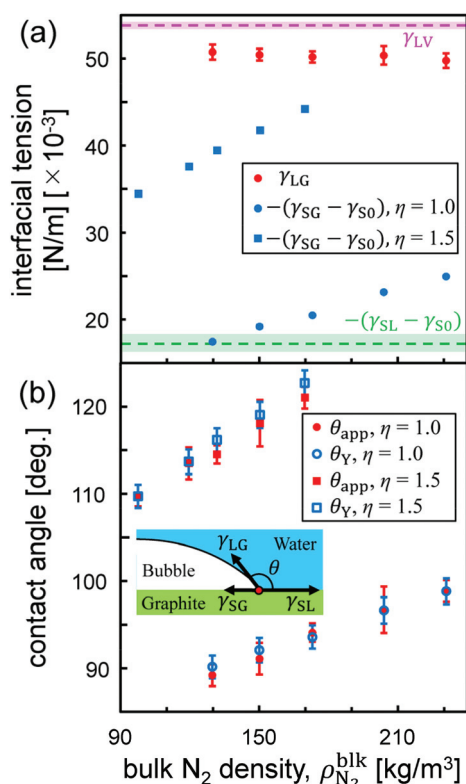 (a)
γLV
50
40
30
20
interfacial tension
[N/m] [× 10⁻³]
γLG
−(γSG − γS0), η = 1.0
−(γSG − γS0), η = 1.5
−(γSL − γS0)
(b)
120
110
100
90
contact angle [deg.]
θapp, η = 1.0
θY, η = 1.0
θapp, η = 1.5
θY, η = 1.5
γLG
Water
θ
Bubble
γSG
γSL
Graphite
90
150
210
bulk N₂ density, ρ^blk_N₂ [kg/m³]